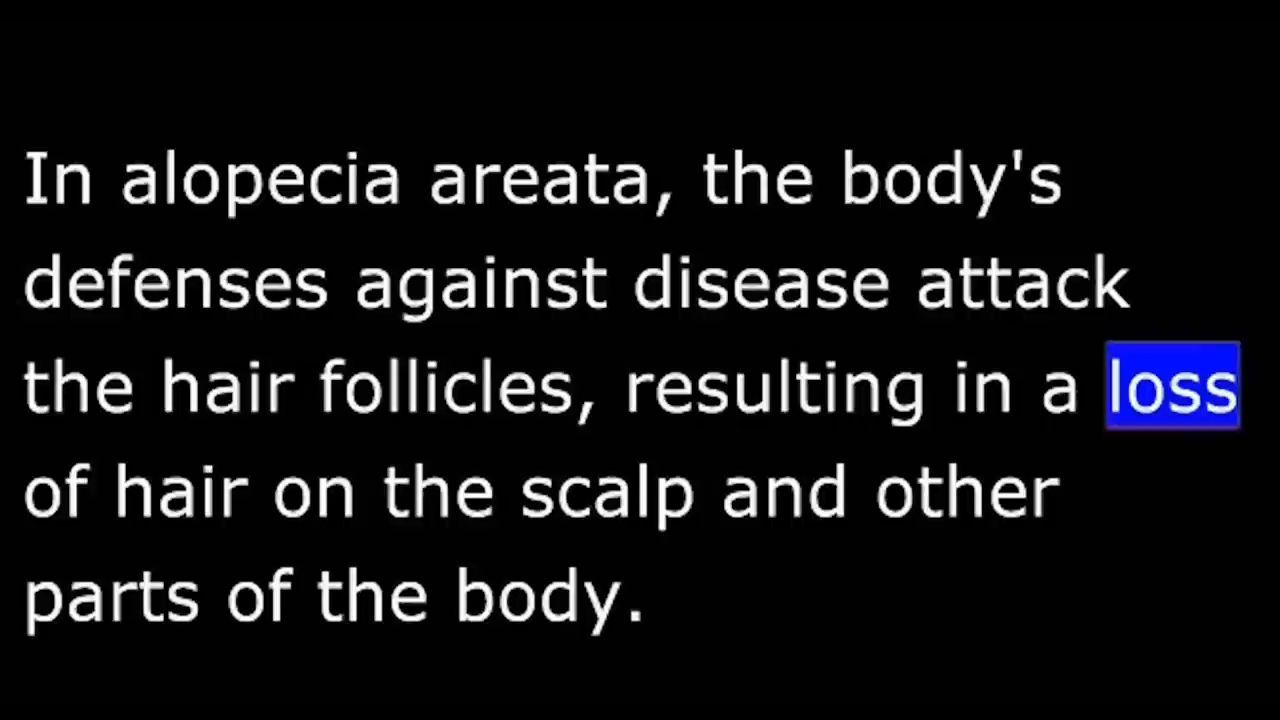 In alopecia areata, the body's
defenses against disease attack
the hair follicles, resulting in a loss
of hair on the scalp and other
parts of the body.